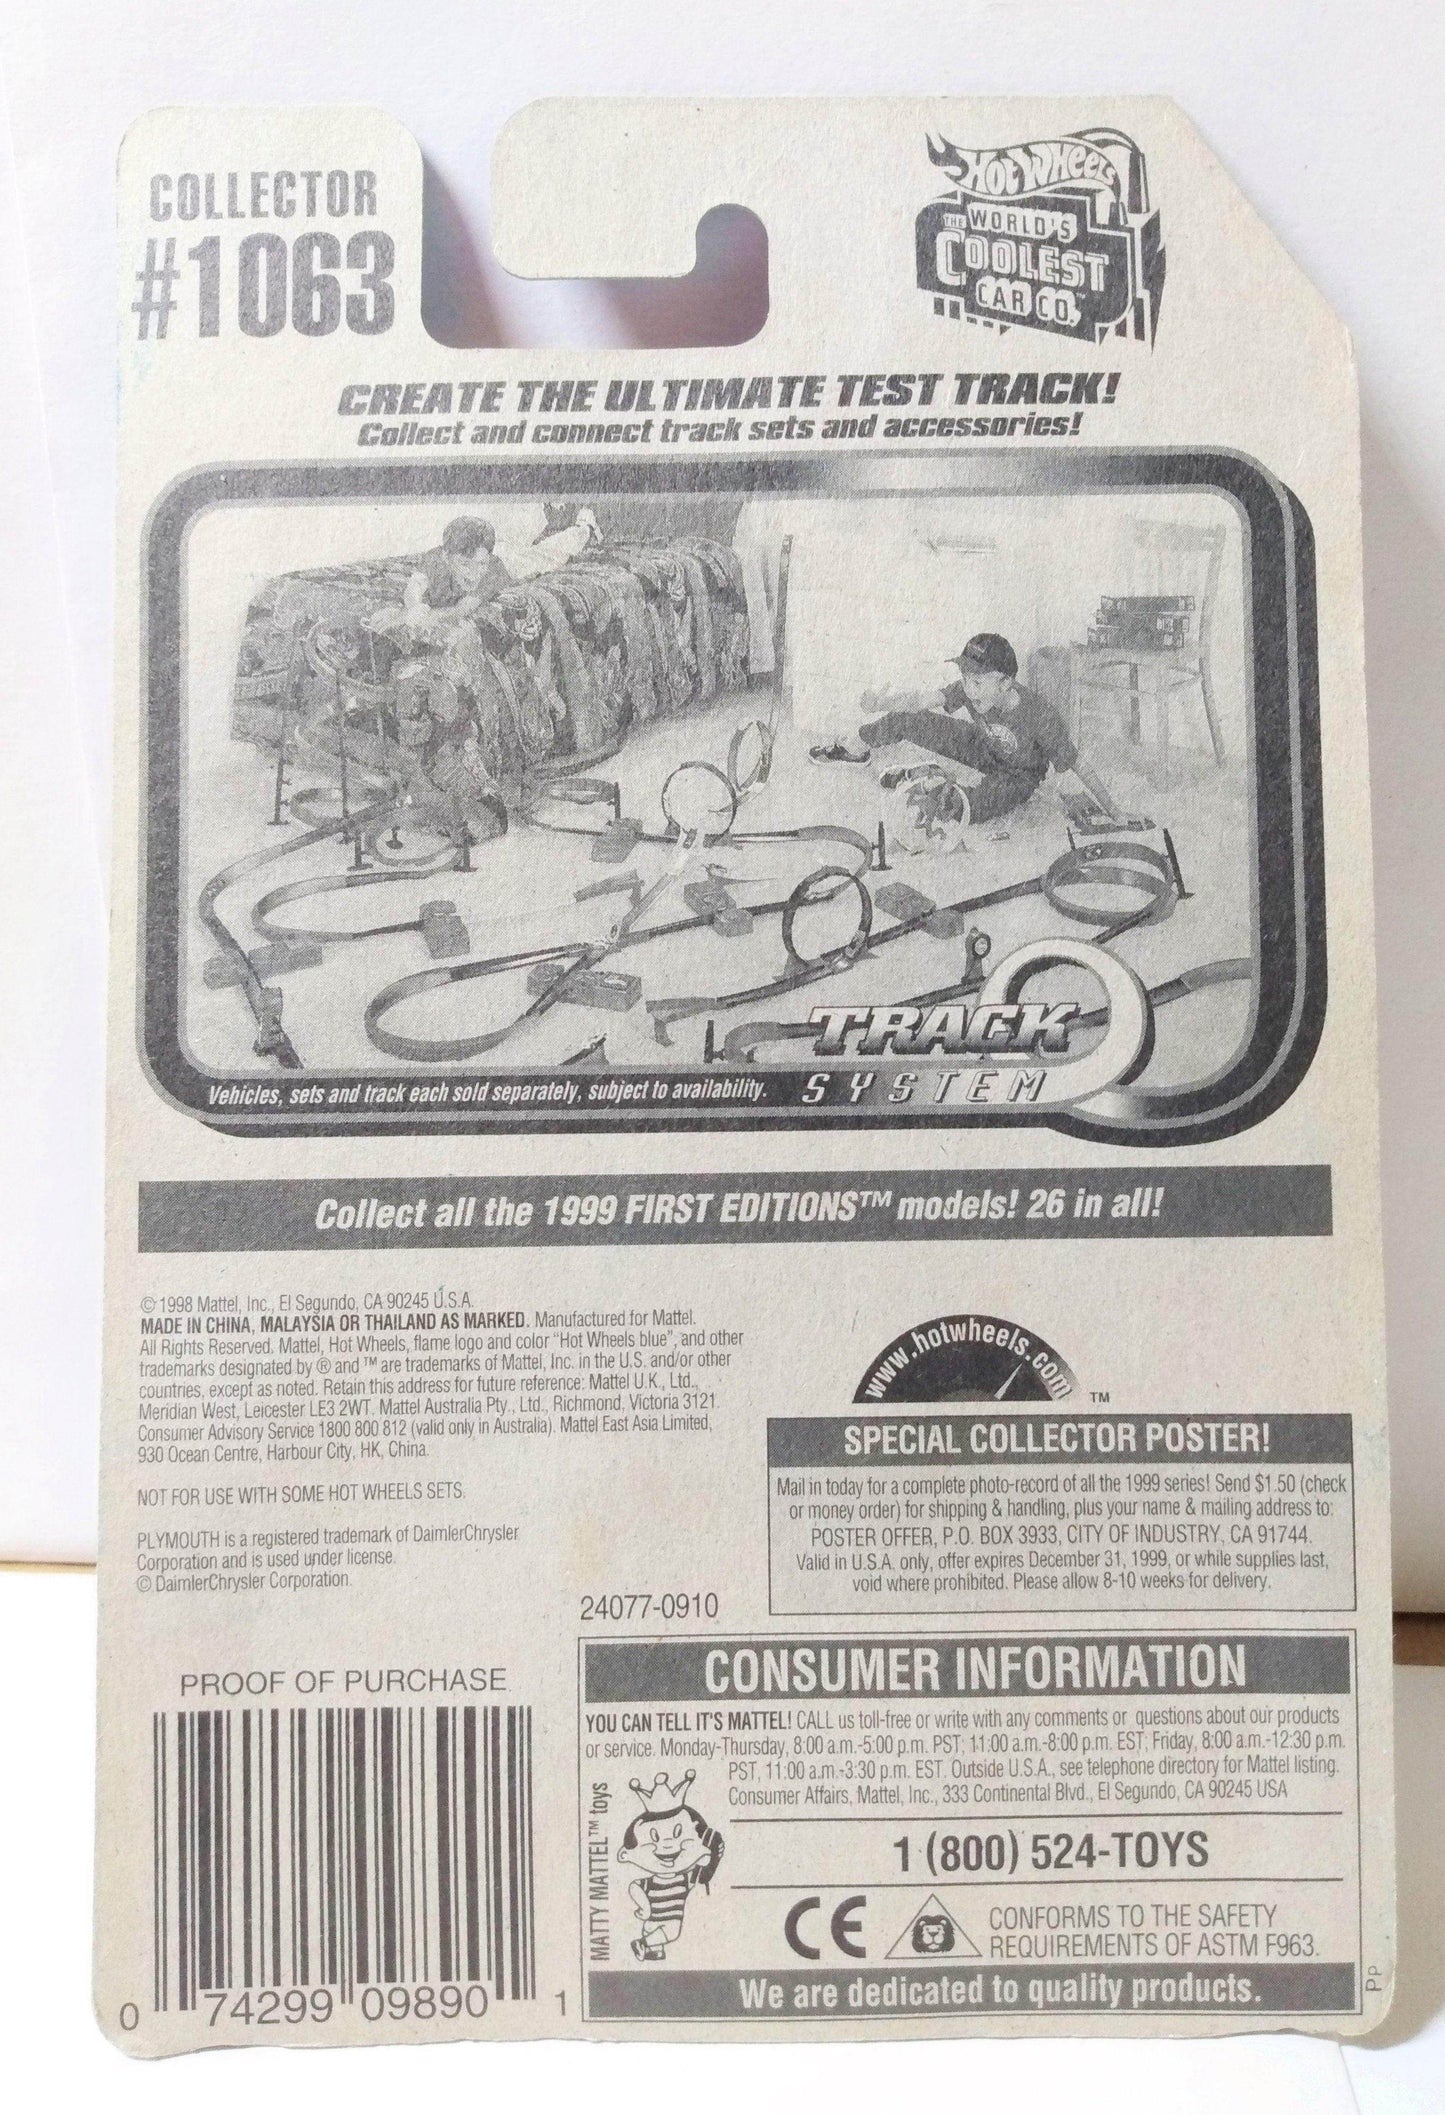 COLLECTOR
#1063
HOT WHEELS
THE WORLD'S
COOLEST
CAR CO.™
CREATE THE ULTIMATE TEST TRACK!
Collect and connect track sets and accessories!
TRACK
SYSTEM
Vehicles, sets and track each sold separately, subject to availability.
Collect all the 1999 FIRST EDITIONS™ models! 26 in all!
© 1998 Mattel, Inc., El Segundo, CA 90245 U.S.A.
MADE IN CHINA, MALAYSIA OR THAILAND AS MARKED. Manufactured for Mattel.
All Rights Reserved. Mattel, Hot Wheels, flame logo and color "Hot Wheels blue", and other
trademarks designated by ® and ™ are trademarks of Mattel, Inc. in the U.S. and/or other
countries, except as noted. Retain this address for future reference: Mattel U.K., Ltd.,
Meridian West, Leicester LE3 2WT. Mattel Australia Pty., Ltd., Richmond, Victoria 3121.
Consumer Advisory Service 1800 800 812 (valid only in Australia). Mattel East Asia Limited,
930 Ocean Centre, Harbour City, HK, China.
NOT FOR USE WITH SOME HOT WHEELS SETS.
PLYMOUTH is a registered trademark of DaimlerChrysler
Corporation and is used under license.
© DaimlerChrysler Corporation.
24077-0910
www.hotwheels.com
™
SPECIAL COLLECTOR POSTER!
Mail in today for a complete photo-record of all the 1999 series! Send $1.50 (check
or money order) for shipping & handling, plus your name & mailing address to:
POSTER OFFER, P.O. BOX 3933, CITY OF INDUSTRY, CA 91744.
Valid in U.S.A. only, offer expires December 31, 1999, or while supplies last,
void where prohibited. Please allow 8-10 weeks for delivery.
PROOF OF PURCHASE
0 74299 09890 1
CONSUMER INFORMATION
YOU CAN TELL IT'S MATTEL! CALL us toll-free or write with any comments or questions about our products
or service. Monday-Thursday, 8:00 a.m.-5:00 p.m. PST; 11:00 a.m.-8:00 p.m. EST; Friday, 8:00 a.m.-12:30 p.m.
PST, 11:00 a.m.-3:30 p.m. EST. Outside U.S.A., see telephone directory for Mattel listing.
Consumer Affairs, Mattel, Inc., 333 Continental Blvd., El Segundo, CA 90245 USA
MATTY MATTEL™ toys
1 (800) 524-TOYS
CE
CONFORMS TO THE SAFETY
REQUIREMENTS OF ASTM F963.
We are dedicated to quality products.
PP